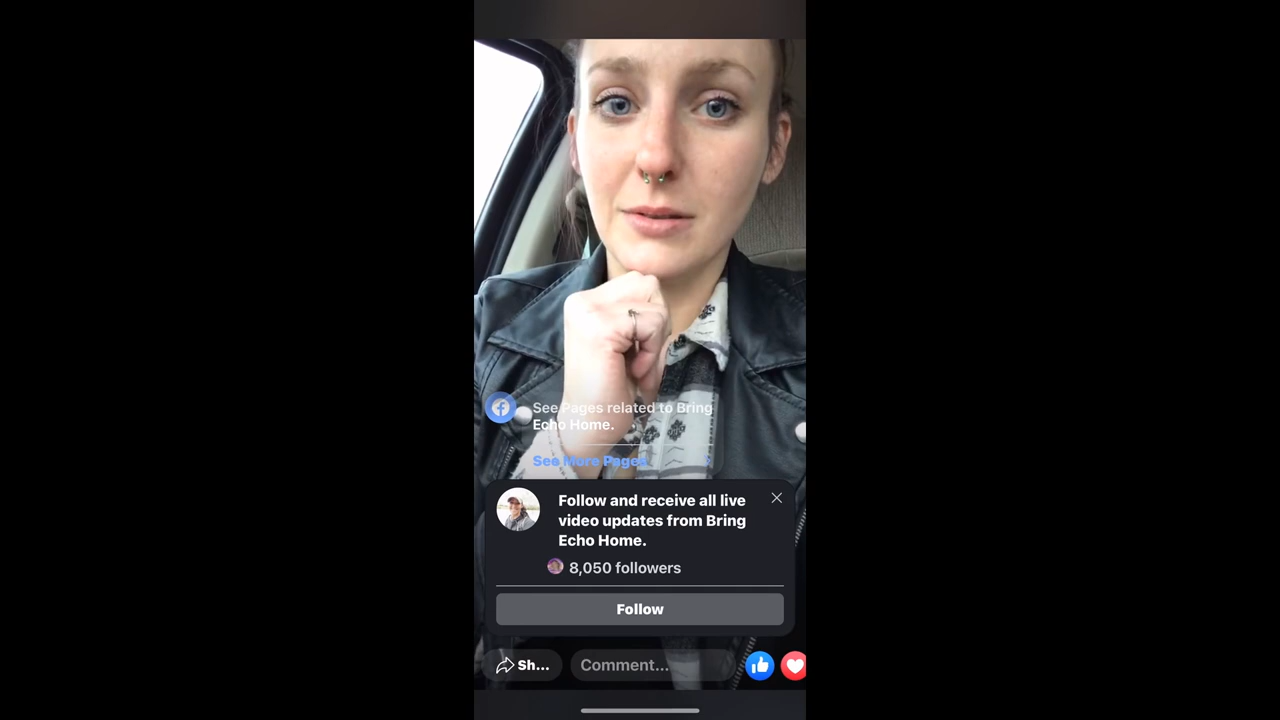 See Pages related to Bring
Echo Home.
See More Pages
Follow and receive all live
video updates from Bring
Echo Home.
8,050 followers
Follow
Sh...
Comment...